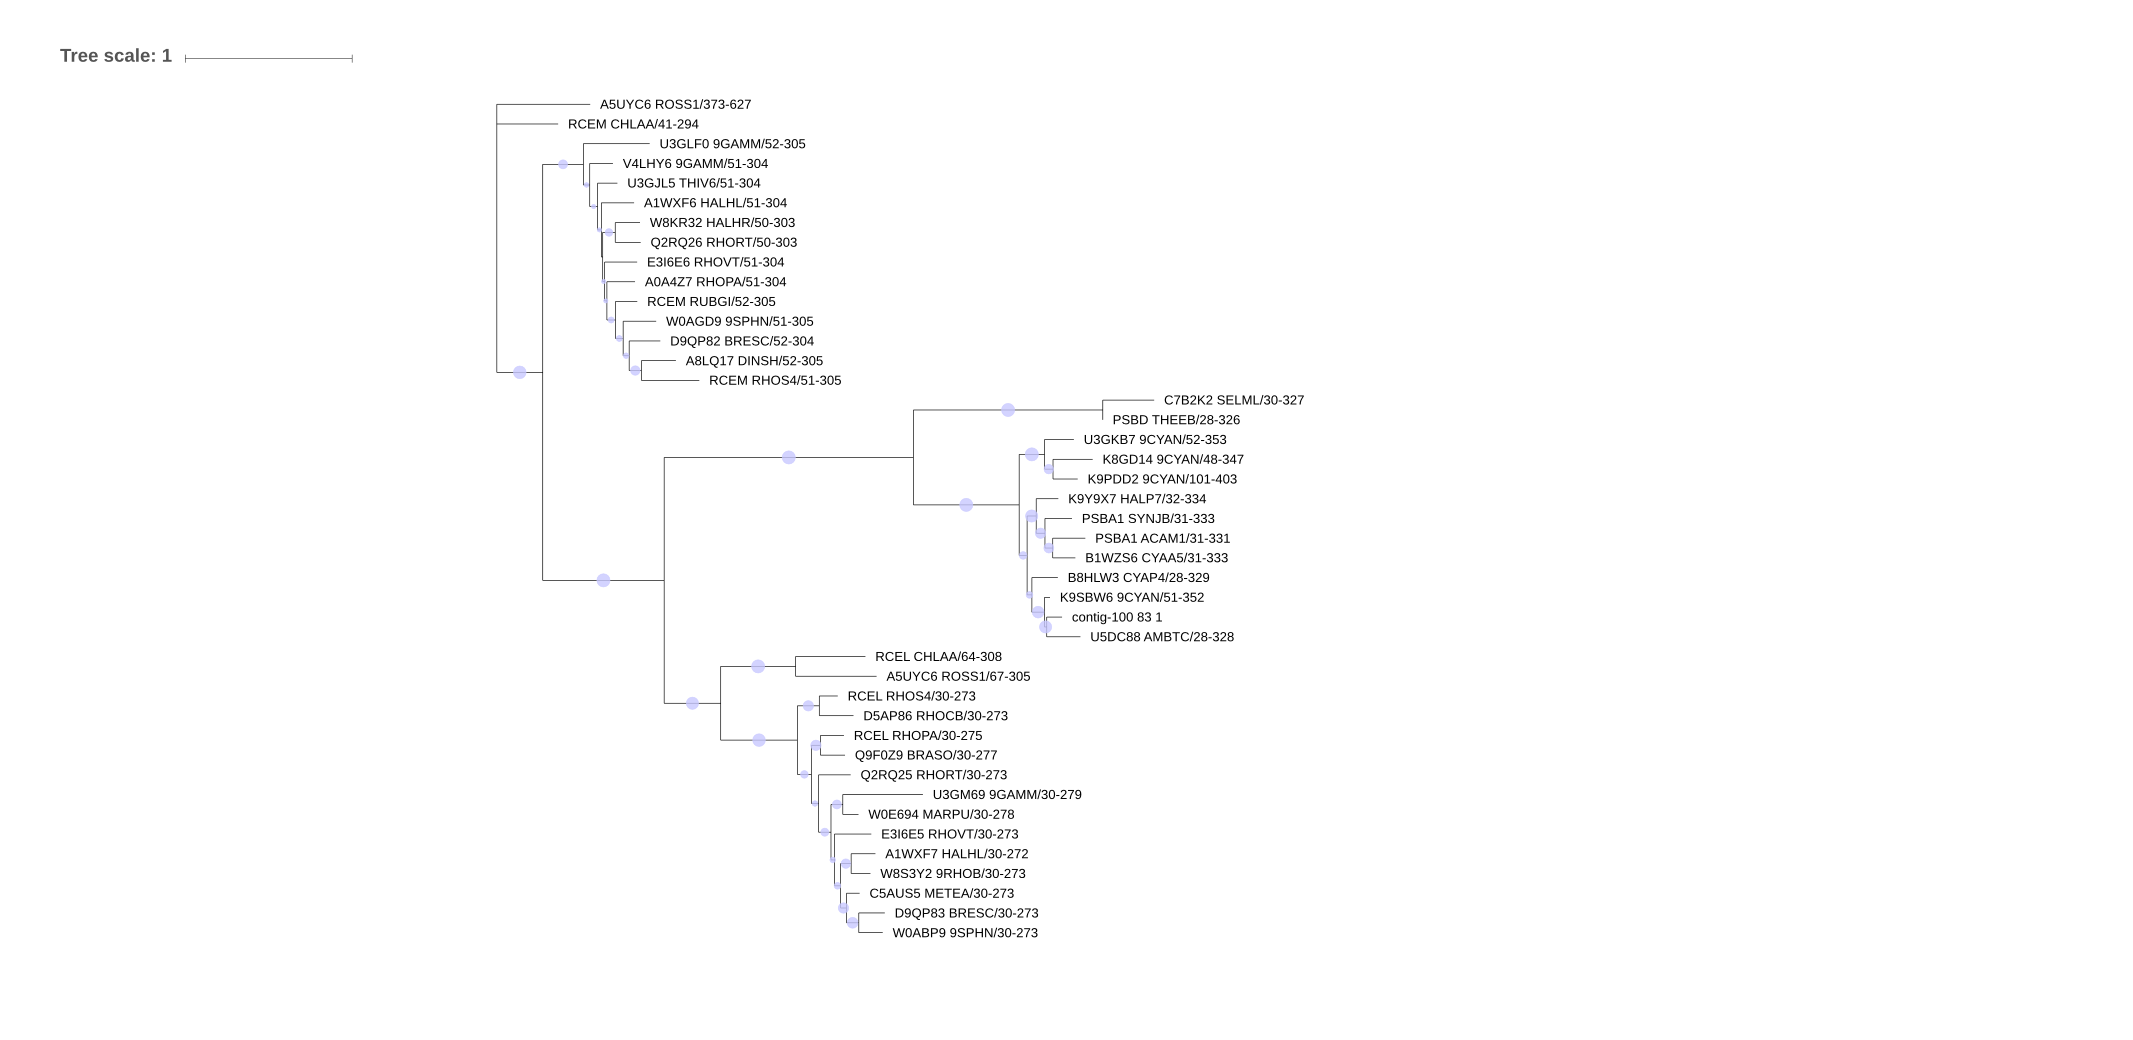 Tree scale: 1
A5UYC6 ROSS1/373-627
RCEM CHLAA/41-294
U3GLF0 9GAMM/52-305
V4LHY6 9GAMM/51-304
U3GJL5 THIV6/51-304
A1WXF6 HALHL/51-304
W8KR32 HALHR/50-303
Q2RQ26 RHORT/50-303
E3I6E6 RHOVT/51-304
A0A4Z7 RHOPA/51-304
RCEM RUBGI/52-305
W0AGD9 9SPHN/51-305
D9QP82 BRESC/52-304
A8LQ17 DINSH/52-305
RCEM RHOS4/51-305
C7B2K2 SELML/30-327
PSBD THEEB/28-326
U3GKB7 9CYAN/52-353
K8GD14 9CYAN/48-347
K9PDD2 9CYAN/101-403
K9Y9X7 HALP7/32-334
PSBA1 SYNJB/31-333
PSBA1 ACAM1/31-331
B1WZS6 CYAA5/31-333
B8HLW3 CYAP4/28-329
K9SBW6 9CYAN/51-352
contig-100 83 1
U5DC88 AMBTC/28-328
RCEL CHLAA/64-308
A5UYC6 ROSS1/67-305
RCEL RHOS4/30-273
D5AP86 RHOCB/30-273
RCEL RHOPA/30-275
Q9F0Z9 BRASO/30-277
Q2RQ25 RHORT/30-273
U3GM69 9GAMM/30-279
W0E694 MARPU/30-278
E3I6E5 RHOVT/30-273
A1WXF7 HALHL/30-272
W8S3Y2 9RHOB/30-273
C5AUS5 METEA/30-273
D9QP83 BRESC/30-273
W0ABP9 9SPHN/30-273